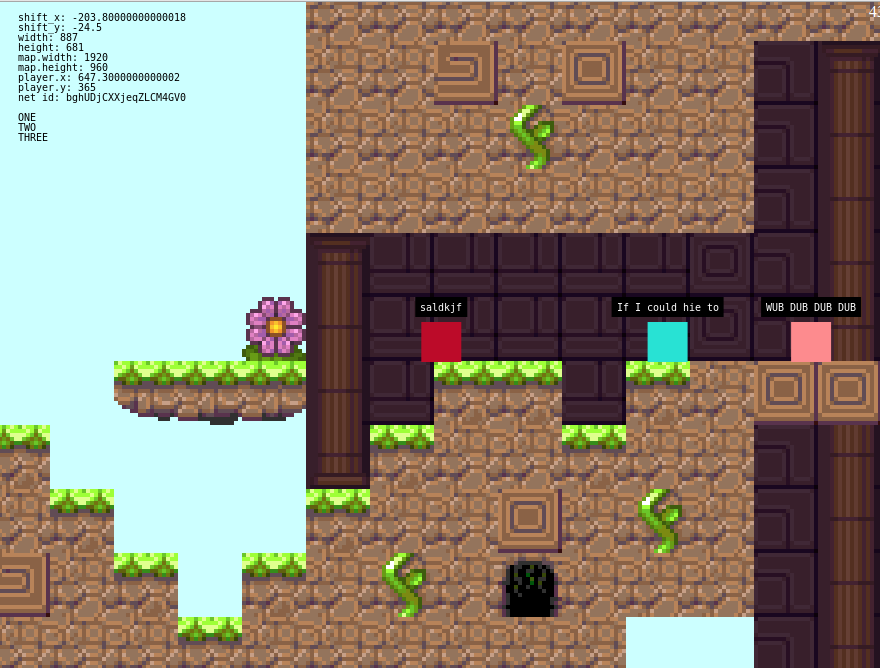 shift_x: -203.80000000000018
shift_y: -24.5
width: 887
height: 681
map.width: 1920
map.height: 960
player.x: 647.3000000000002
player.y: 365
net id: bghUDjCXXjeqZLCM4GV0
ONE
TWO
THREE
saldkjf
If I could hie to
WUB DUB DUB DUB